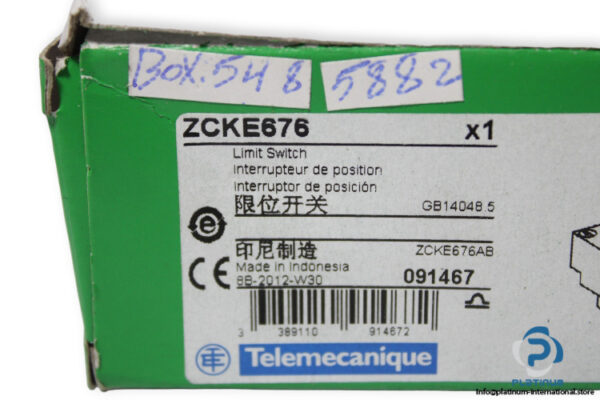 BOX.548 5882
ZCKE676 x1
Limit Switch
Interrupteur de position
Interruptor de posición
限位开关 GB14048.5
印尼制造 ZCKE676AB
Made in Indonesia 091467
8B-2012-W30
3 389110 914672
Telemecanique
PLATINUM
INTERNATIONAL
info@platinum-international.store